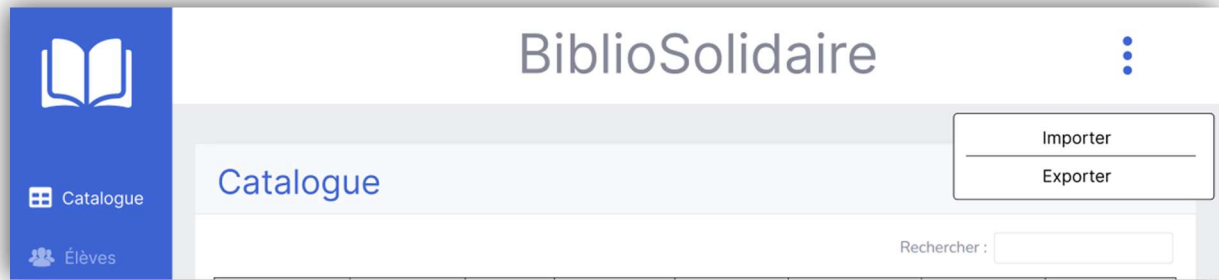 BiblioSolidaire
Importer
Exporter
Catalogue
Catalogue
Élèves
Rechercher :